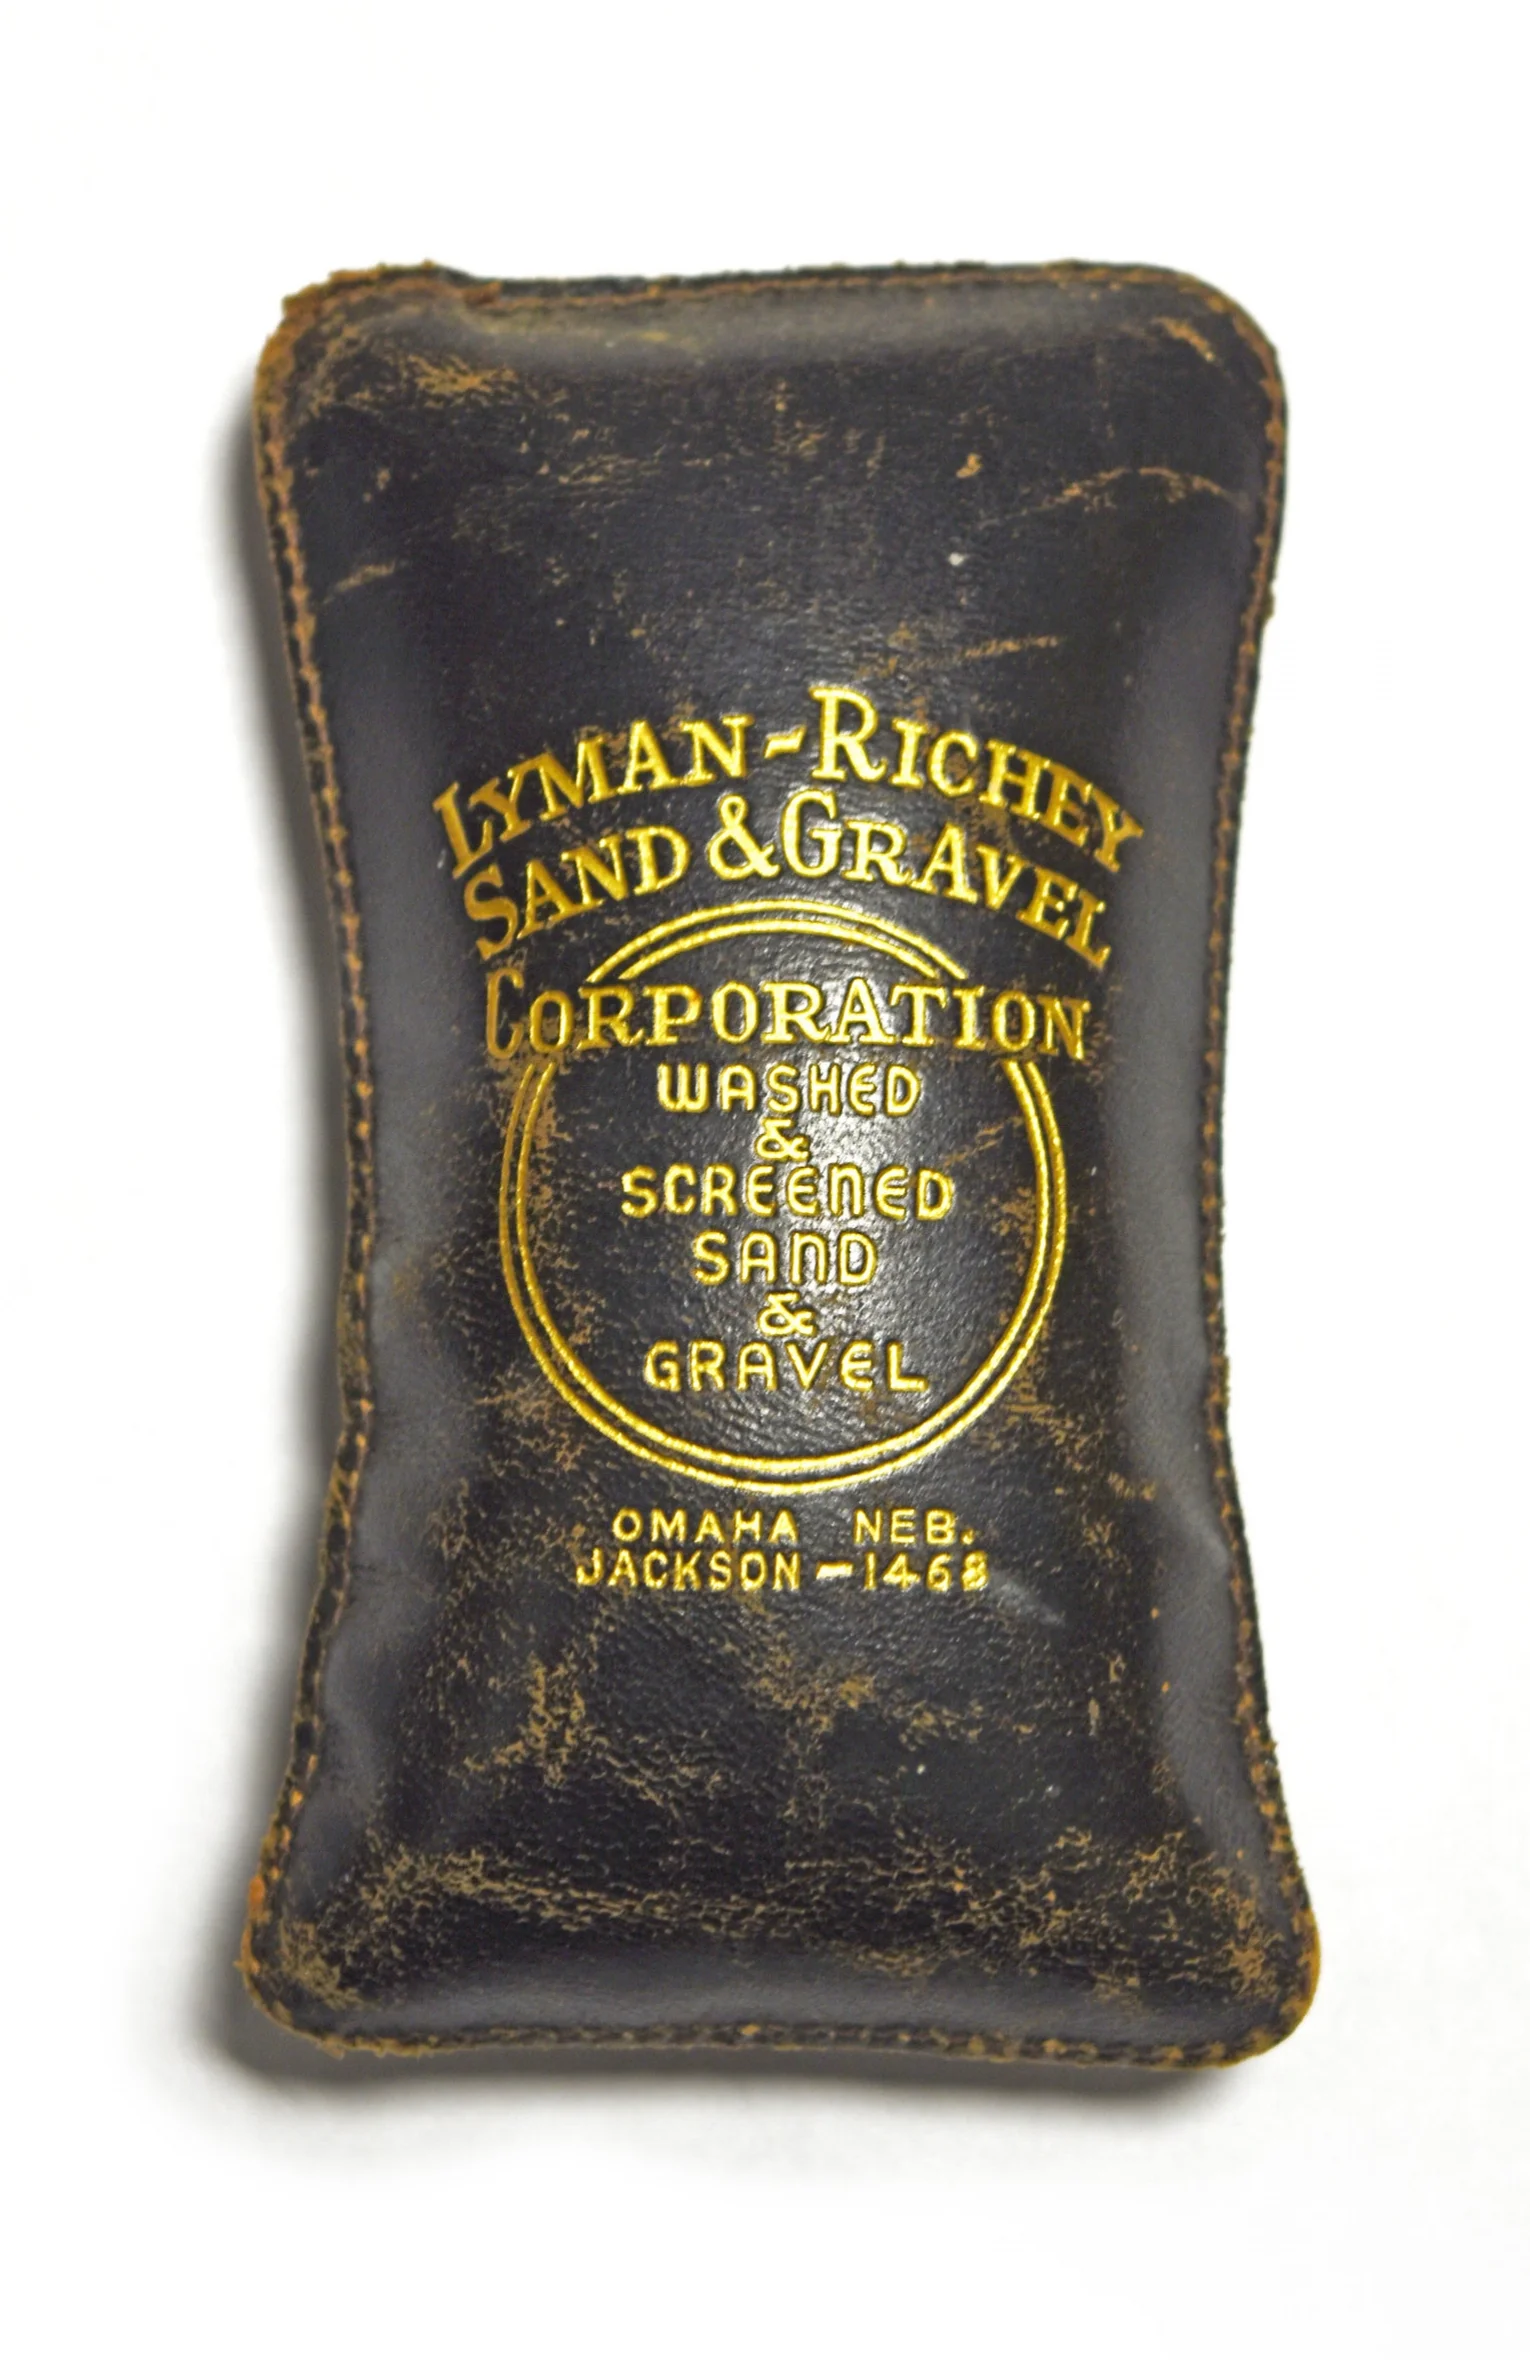 LYMAN-RICHEY
SAND & GRAVEL
CORPORATION
WASHED
&
SCREENED
SAND
&
GRAVEL
OMAHA NEB.
JACKSON-1468